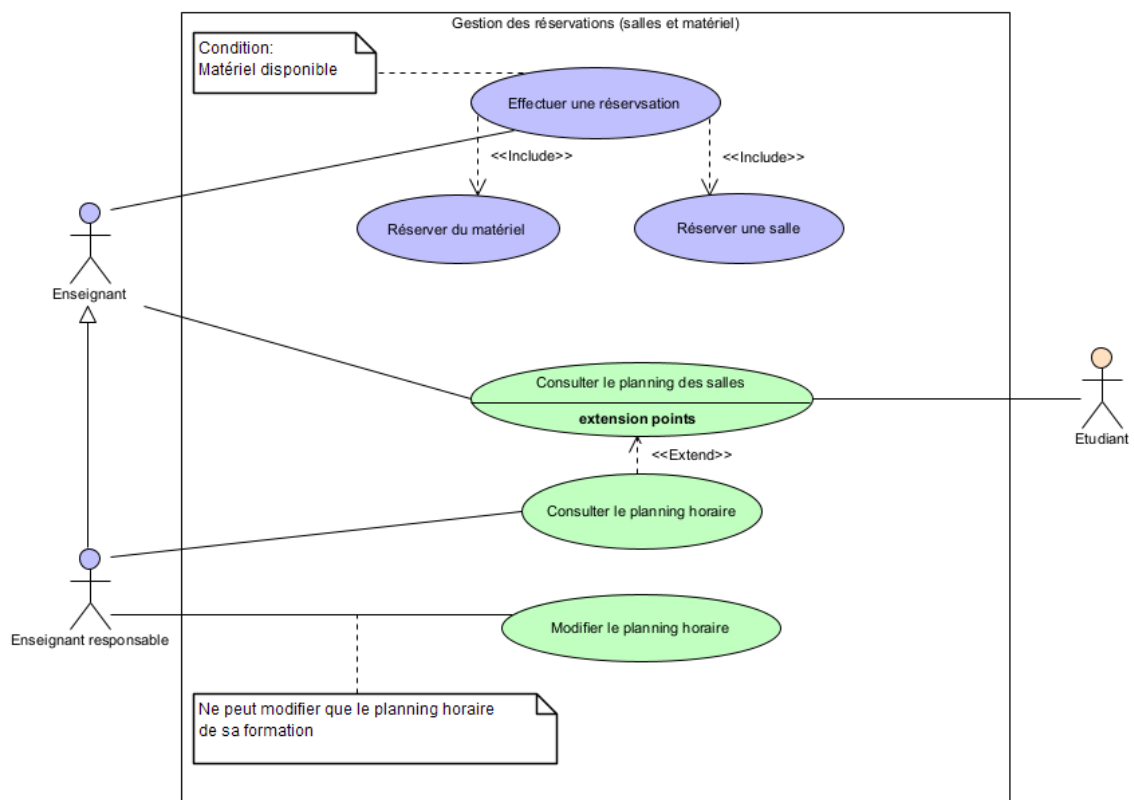 Gestion des réservations (salles et matériel)
Condition:
Matériel disponible
Effectuer une réservsation
<<Include>>
<<Include>>
Réserver du matériel
Réserver une salle
Enseignant
Consulter le planning des salles
extension points
Etudiant
<<Extend>>
Consulter le planning horaire
Enseignant responsable
Modifier le planning horaire
Ne peut modifier que le planning horaire
de sa formation